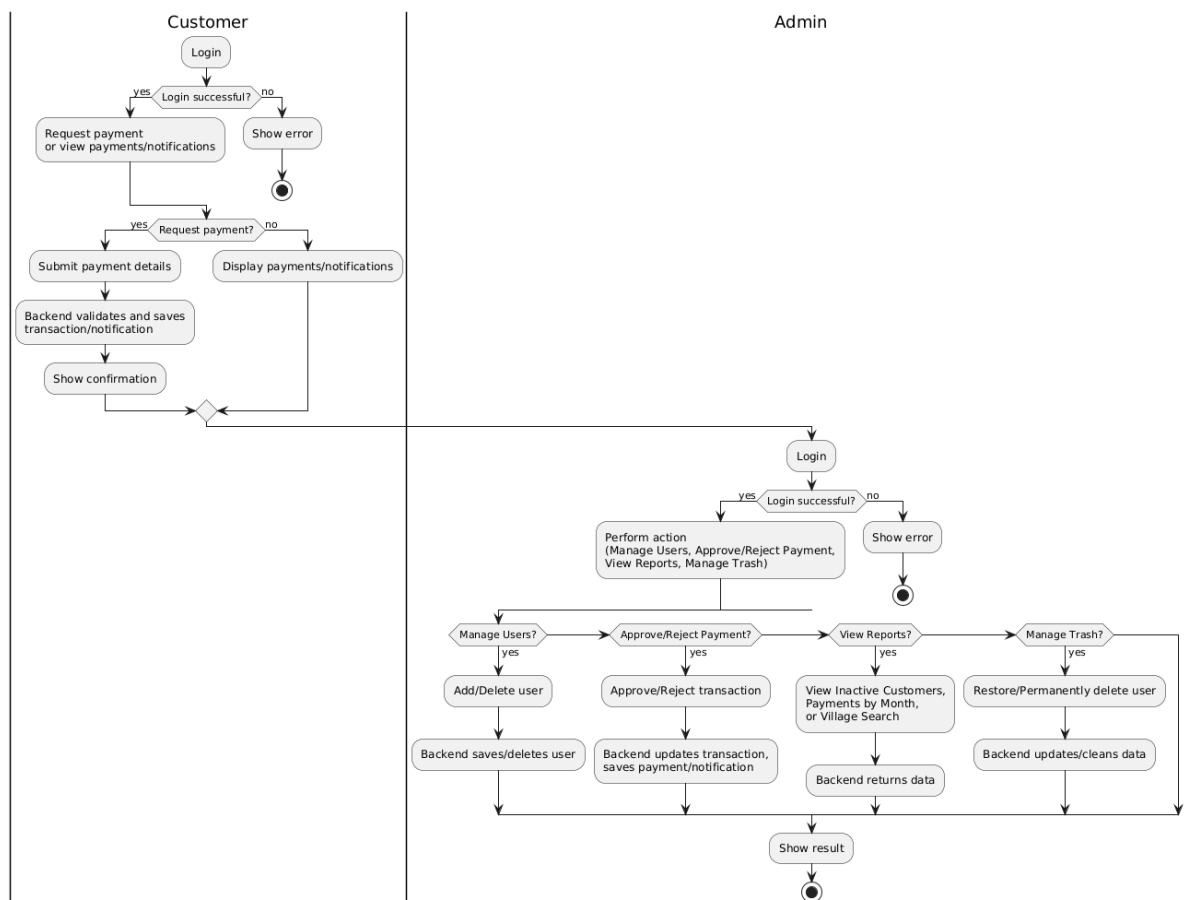 Customer
Admin
Login
Login successful?
yes
no
Request payment
or view payments/notifications
Show error
Request payment?
yes
no
Submit payment details
Display payments/notifications
Backend validates and saves
transaction/notification
Show confirmation
Login
Login successful?
yes
no
Perform action
(Manage Users, Approve/Reject Payment,
View Reports, Manage Trash)
Show error
Manage Users?
yes
Approve/Reject Payment?
yes
View Reports?
yes
Manage Trash?
yes
Add/Delete user
Approve/Reject transaction
View Inactive Customers,
Payments by Month,
or Village Search
Restore/Permanently delete user
Backend saves/deletes user
Backend updates transaction,
saves payment/notification
Backend returns data
Backend updates/cleans data
Show result